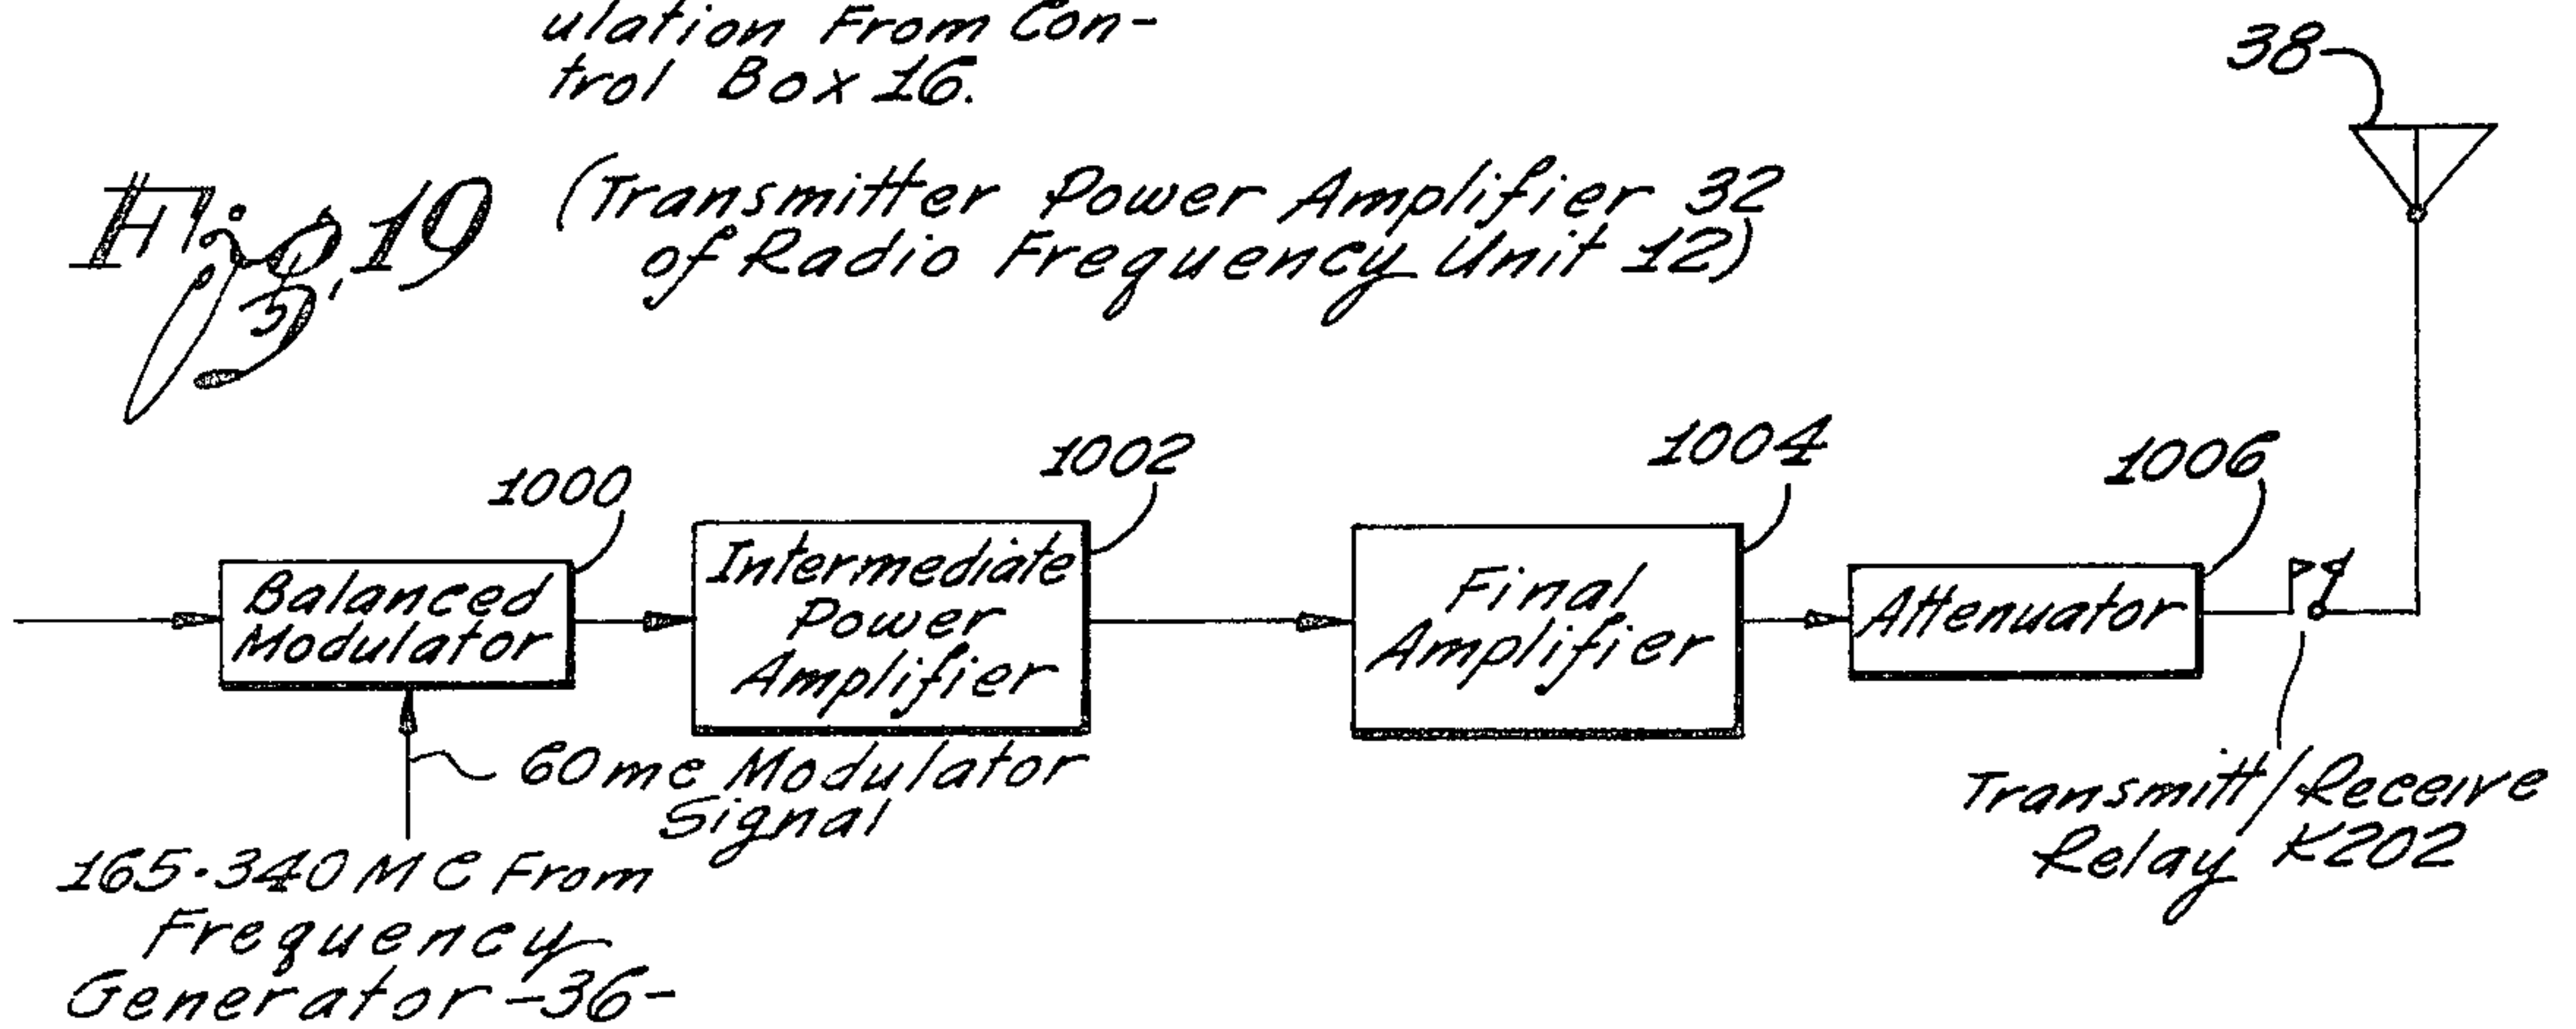 ulation From Con-
trol Box 16.
Fig. 19
(Transmitter Power Amplifier 32
of Radio Frequency Unit 12)
38
1000
1002
1004
1006
Balanced
Modulator
Intermediate
Power
Amplifier
Final
Amplifier
Attenuator
60mc Modulator
Signal
165-340 MC From
Frequency
Generator -36-
Transmitt/Receive
Relay K202